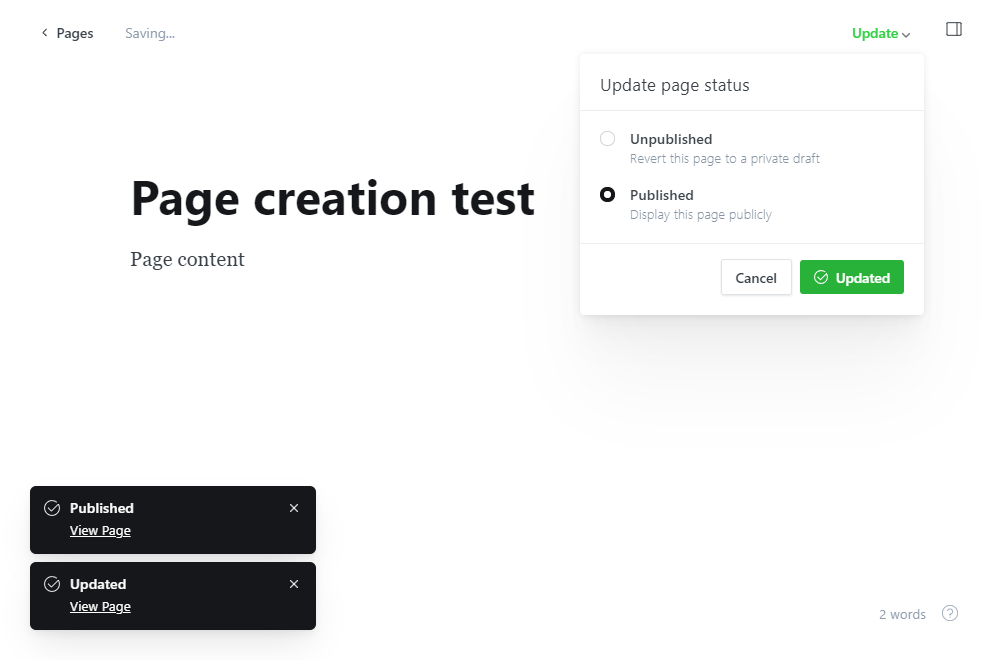 Pages
Saving...
Update
Update page status
Unpublished
Revert this page to a private draft
Published
Display this page publicly
Cancel
Updated
Page creation test
Page content
Published
View Page
Updated
View Page
2 words
?